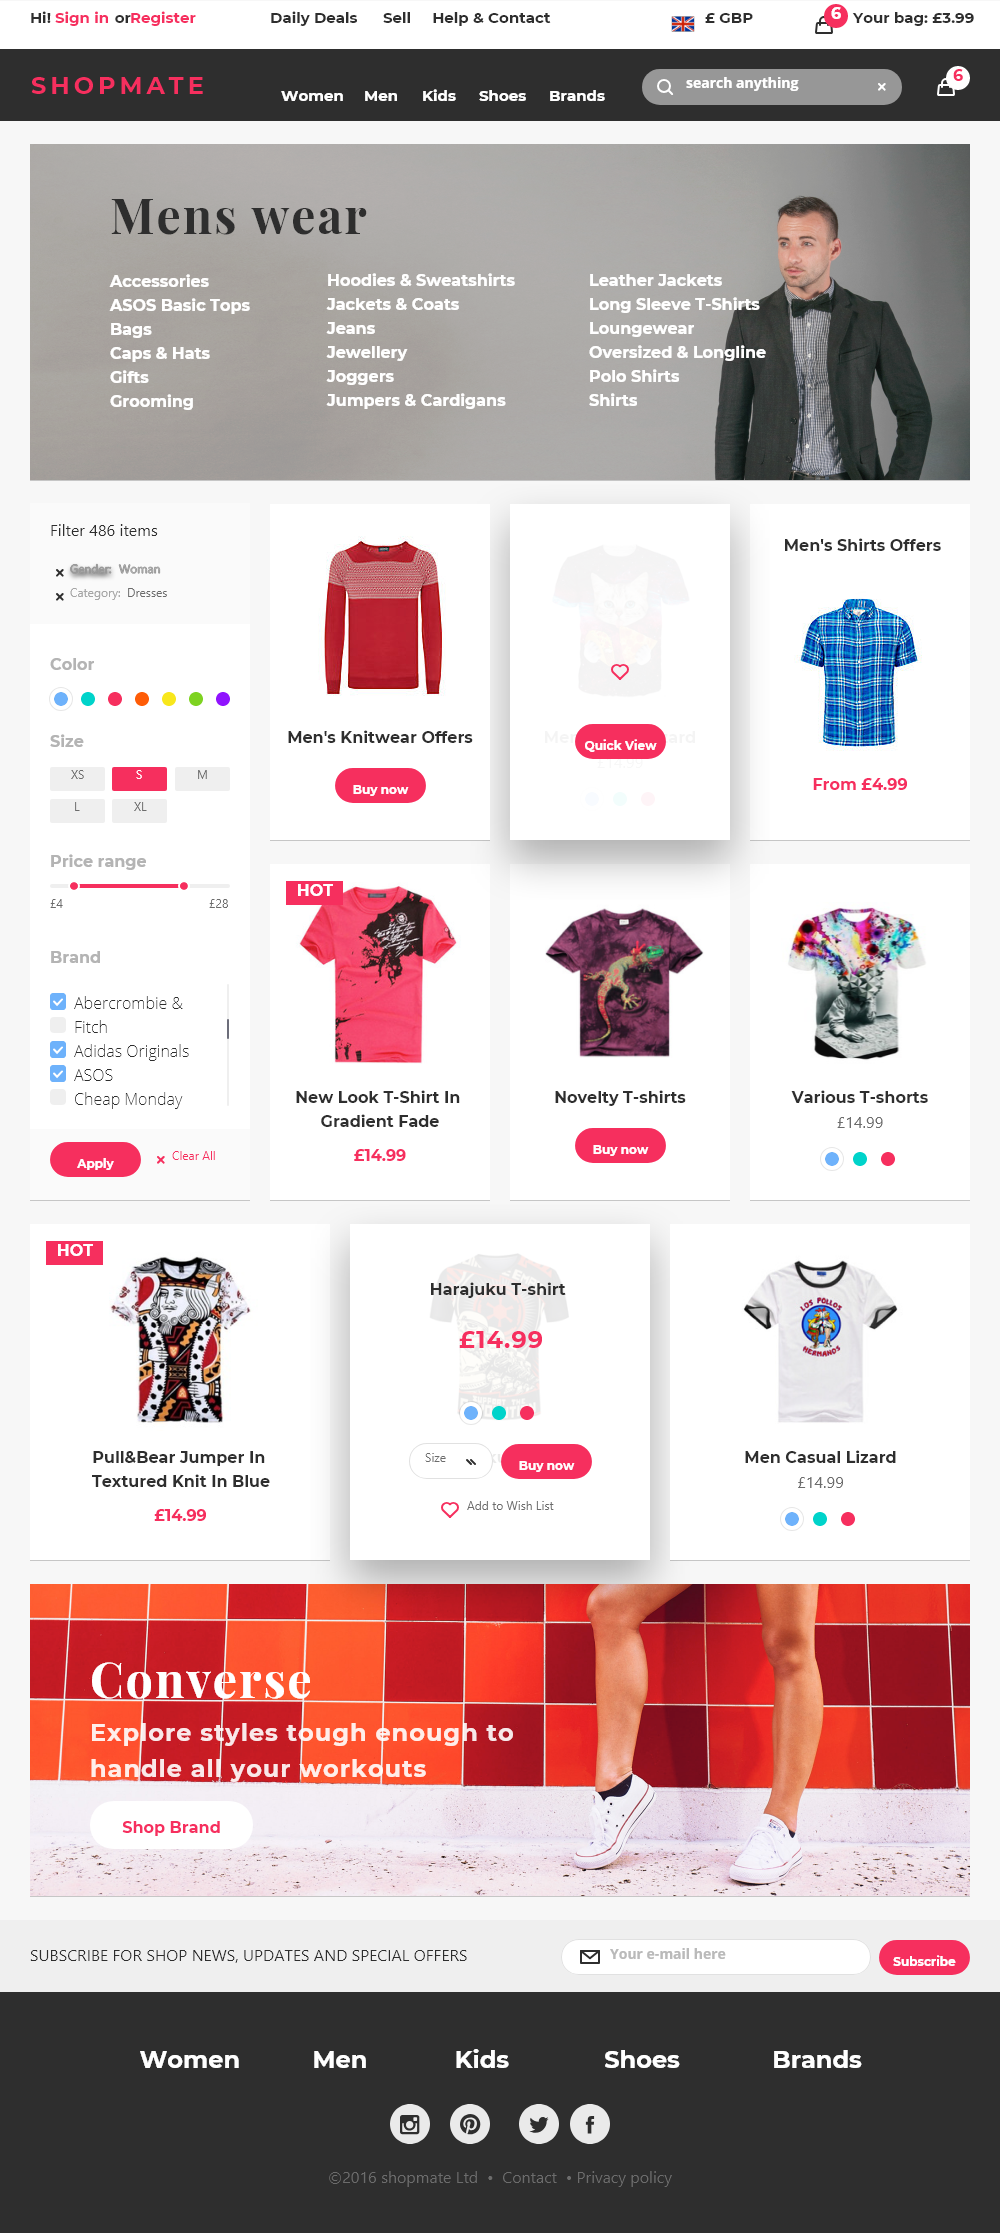 Hi! Sign in orRegister
Daily Deals
Sell
Help & Contact
£ GBP
6
Your bag: £3.99
SHOPMATE
Women
Men
Kids
Shoes
Brands
search anything
6
Mens wear
Accessories
ASOS Basic Tops
Bags
Caps & Hats
Gifts
Grooming
Hoodies & Sweatshirts
Jackets & Coats
Jeans
Jewellery
Joggers
Jumpers & Cardigans
Leather Jackets
Long Sleeve T-Shirts
Loungewear
Oversized & Longline
Polo Shirts
Shirts
Filter 486 items
Gender: Woman
Category: Dresses
Color
Size
XS
S
M
L
XL
Price range
£4
£28
Brand
Abercrombie &
Fitch
Adidas Originals
ASOS
Cheap Monday
Apply
Clear All
Men's Knitwear Offers
Buy now
Quick View
Men's Shirts Offers
From £4.99
HOT
New Look T-Shirt In
Gradient Fade
£14.99
Novelty T-shirts
Buy now
Various T-shorts
£14.99
HOT
Pull&Bear Jumper In
Textured Knit In Blue
£14.99
Harajuku T-shirt
£14.99
Size
Buy now
Add to Wish List
LOS POLLOS
HERMANOS
Men Casual Lizard
£14.99
Converse
Explore styles tough enough to
handle all your workouts
Shop Brand
SUBSCRIBE FOR SHOP NEWS, UPDATES AND SPECIAL OFFERS
Your e-mail here
Subscribe
Women
Men
Kids
Shoes
Brands
©2016 shopmate Ltd • Contact • Privacy policy